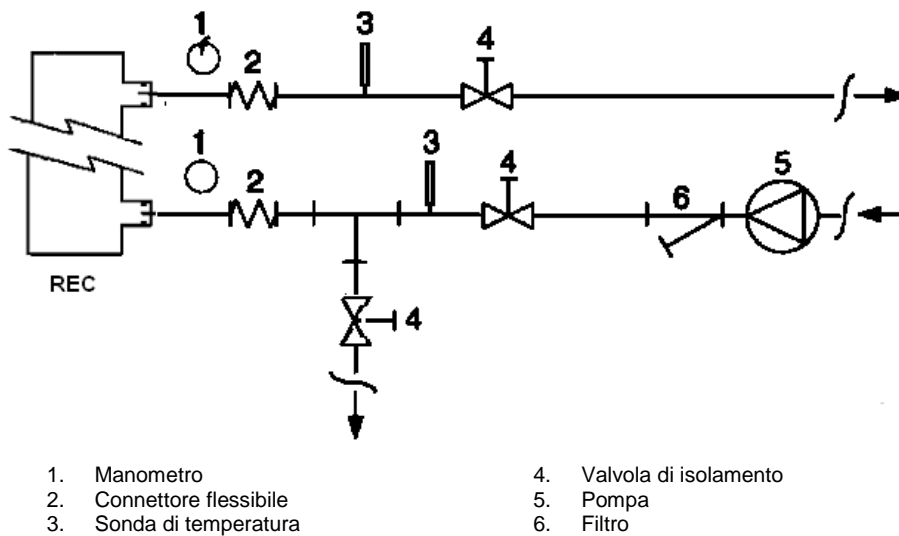 1
2
3
4
1
2
3
4
5
6
REC
4
1. Manometro
2. Connettore flessibile
3. Sonda di temperatura
4. Valvola di isolamento
5. Pompa
6. Filtro